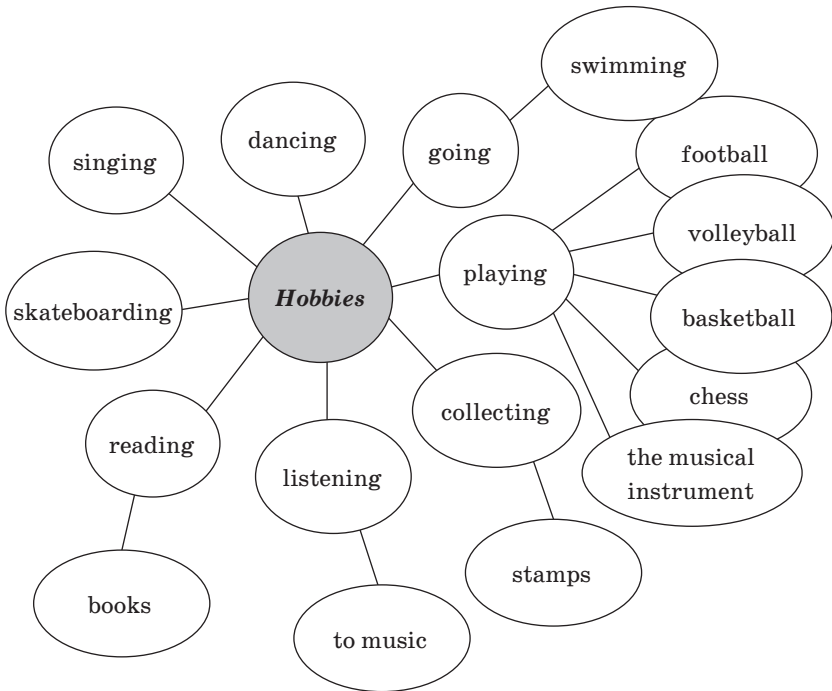 swimming
football
dancing
going
singing
volleyball
playing
Hobbies
skateboarding
basketball
chess
collecting
reading
listening
the musical
instrument
stamps
books
to music